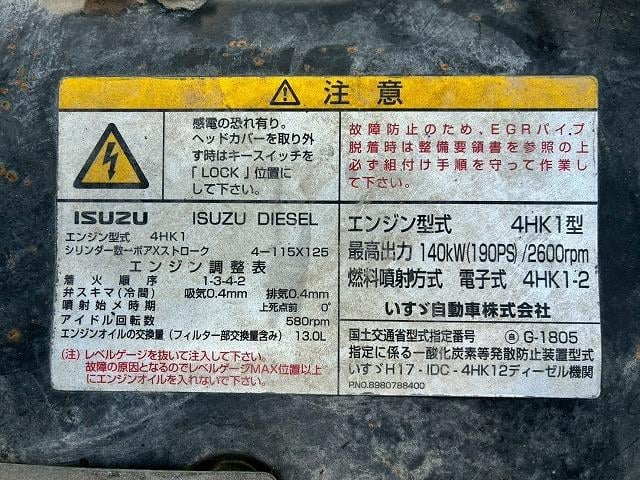 ⚠ 注意
感電の恐れ有り。
ヘッドカバーを取り外
す時はキースイッチを
「LOCK」位置に
して下さい。
故障防止のため、EGRパイプ
脱着時は整備要領書を参照の上
必ず組付け手順を守って作業し
て下さい。
ISUZU ISUZU DIESEL
エンジン型式 4HK1
シリンダー数ーボアXストローク 4-115X125
エンジン調整表
着火順序 1-3-4-2
弁スキマ(冷間) 吸気0.4mm 排気0.4mm
噴射始メ時期 上死点前 0°
アイドル回転数 580rpm
エンジンオイルの交換量(フィルター部交換量含み) 13.0L
(注)レベルゲージを抜いて注入して下さい。
故障の原因となるのでレベルゲージMAX位置以上
にエンジンオイルを入れないで下さい。
エンジン型式 4HK1型
最高出力 140kW(190PS)/2600rpm
燃料噴射方式 電子式 4HK1-2
いすゞ自動車株式会社
国土交通省型式指定番号 ㊀ G-1805
指定に係る一酸化炭素等発散防止装置型式
いすゞH17-IDC-4HK12ディーゼル機関
P.NO.8980788400